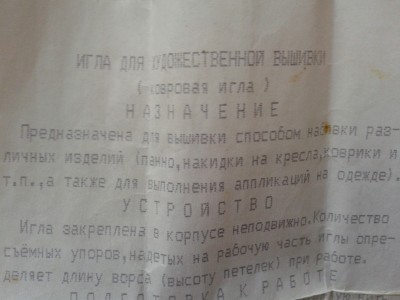 ИГЛА ДЛЯ ХУДОЖЕСТВЕННОЙ ВЫШИВКИ
( ковровая игла )
НАЗНАЧЕНИЕ
Предназначена для вышивки способом набивки раз-
личных изделий (панно,накидки на кресла,коврики и
т.п.,а также для выполнения аппликаций на одежде).
УСТРОЙСТВО
Игла закреплена в корпусе неподвижно.Количество
съёмных упоров,надетых на рабочую часть иглы опре-
деляет длину ворса (высоту петелек) при работе.
ПОДГОТОВКА К РАБОТЕ